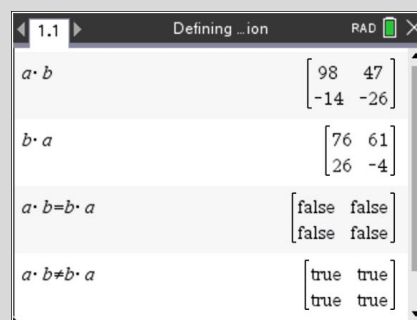 1.1 Defining ...ion RAD
a·b [98 47
-14 -26]
b·a [76 61
26 -4]
a·b=b·a [false false
false false]
a·b≠b·a [true true
true true]